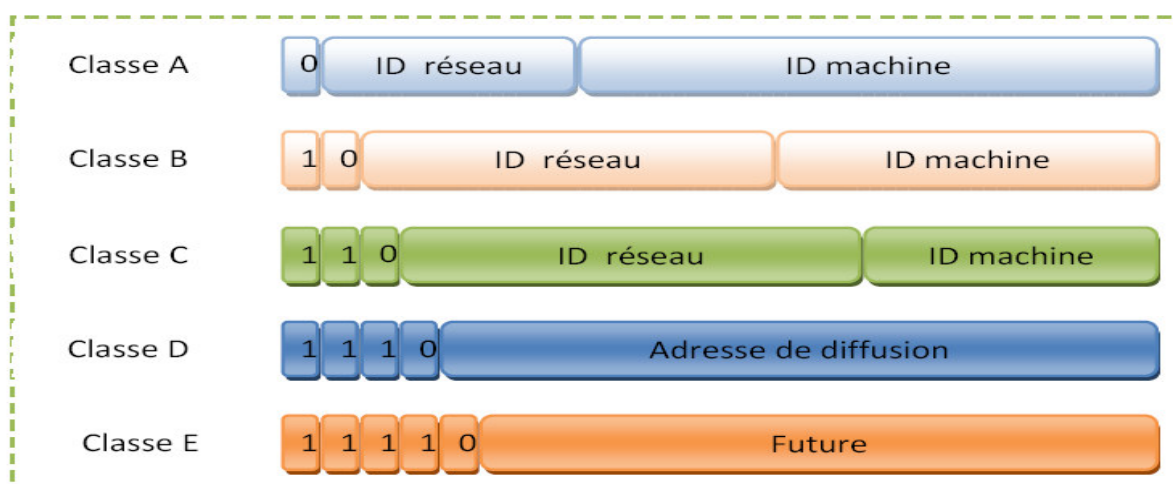 Classe A 0 ID réseau ID machine
Classe B 1 0 ID réseau ID machine
Classe C 1 1 0 ID réseau ID machine
Classe D 1 1 1 0 Adresse de diffusion
Classe E 1 1 1 1 0 Future